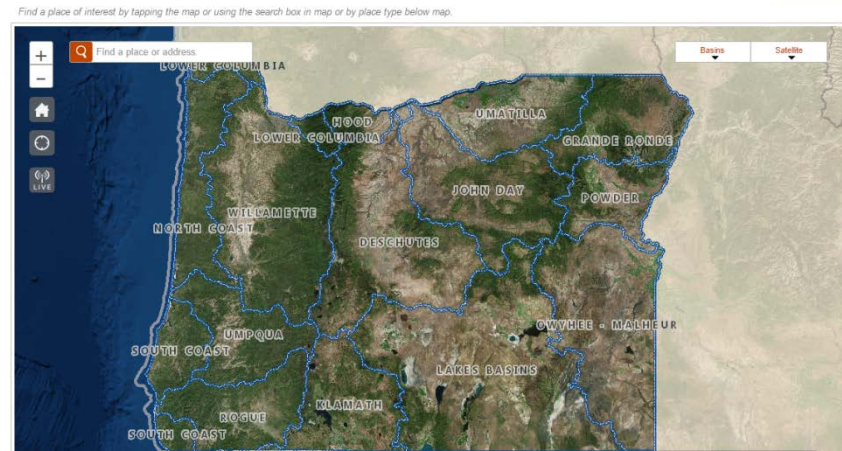 Find a place of interest by tapping the map or using the search box in map or by place type below map.
+
Find a place or address
Basins
Satellite
−
LOWER COLUMBIA
HOOD
UMATILLA
LOWER COLUMBIA
GRANDE RONDE
LIVE
JOHN DAY
POWDER
WILLAMETTE
NORTH COAST
DESCHUTES
OWYHEE - MALHEUR
UMPQUA
SOUTH COAST
LAKES BASINS
KLAMATH
ROGUE
SOUTH COAST